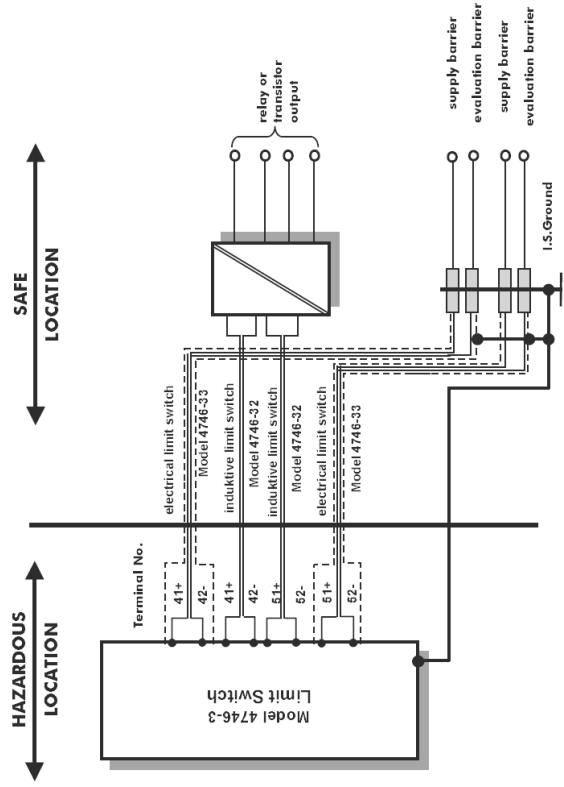 SAFE
LOCATION
HAZARDOUS
LOCATION
relay or
transistor
output
supply barrier
evaluation barrier
supply barrier
evaluation barrier
I.S.Ground
electrical limit switch
Model 4746-33
induktive limit switch
Model 4746-32
induktive limit switch
Model 4746-32
electrical limit switch
Model 4746-33
Terminal No.
41+
42-
41+
42-
51+
52-
51+
52-
Model 4746-3
Limit Switch